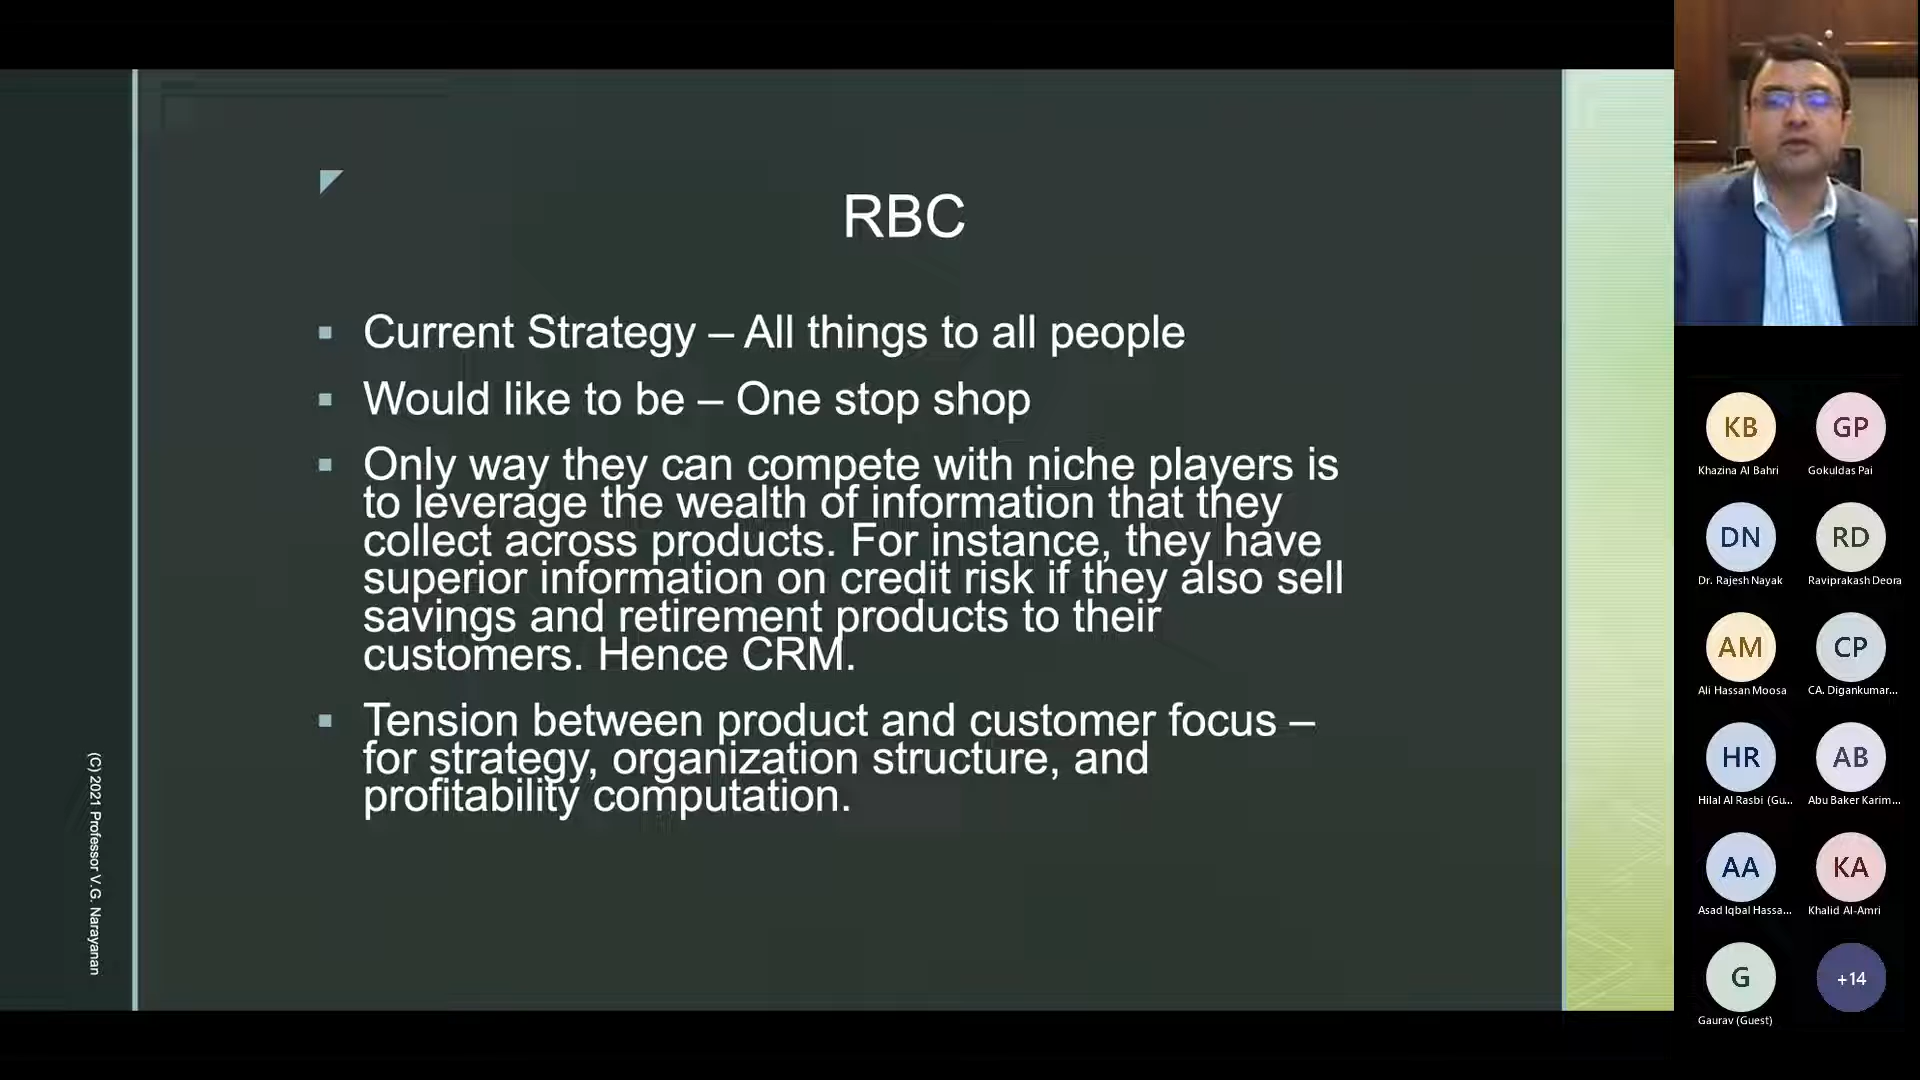 RBC
Current Strategy – All things to all people
Would like to be – One stop shop
Only way they can compete with niche players is
to leverage the wealth of information that they
collect across products. For instance, they have
superior information on credit risk if they also sell
savings and retirement products to their
customers. Hence CRM.
Tension between product and customer focus –
for strategy, organization structure, and
profitability computation.
(C) 2021 Professor V.G. Narayanan
KB
Khazina Al Bahri
GP
Gokuldas Pai
DN
Dr. Rajesh Nayak
RD
Raviprakash Deora
AM
Ali Hassan Moosa
CP
CA. Digankumar...
HR
Hilal Al Rasbi (Gu...
AB
Abu Baker Karim...
AA
Asad Iqbal Hassa...
KA
Khalid Al-Amri
G
Gaurav (Guest)
+14